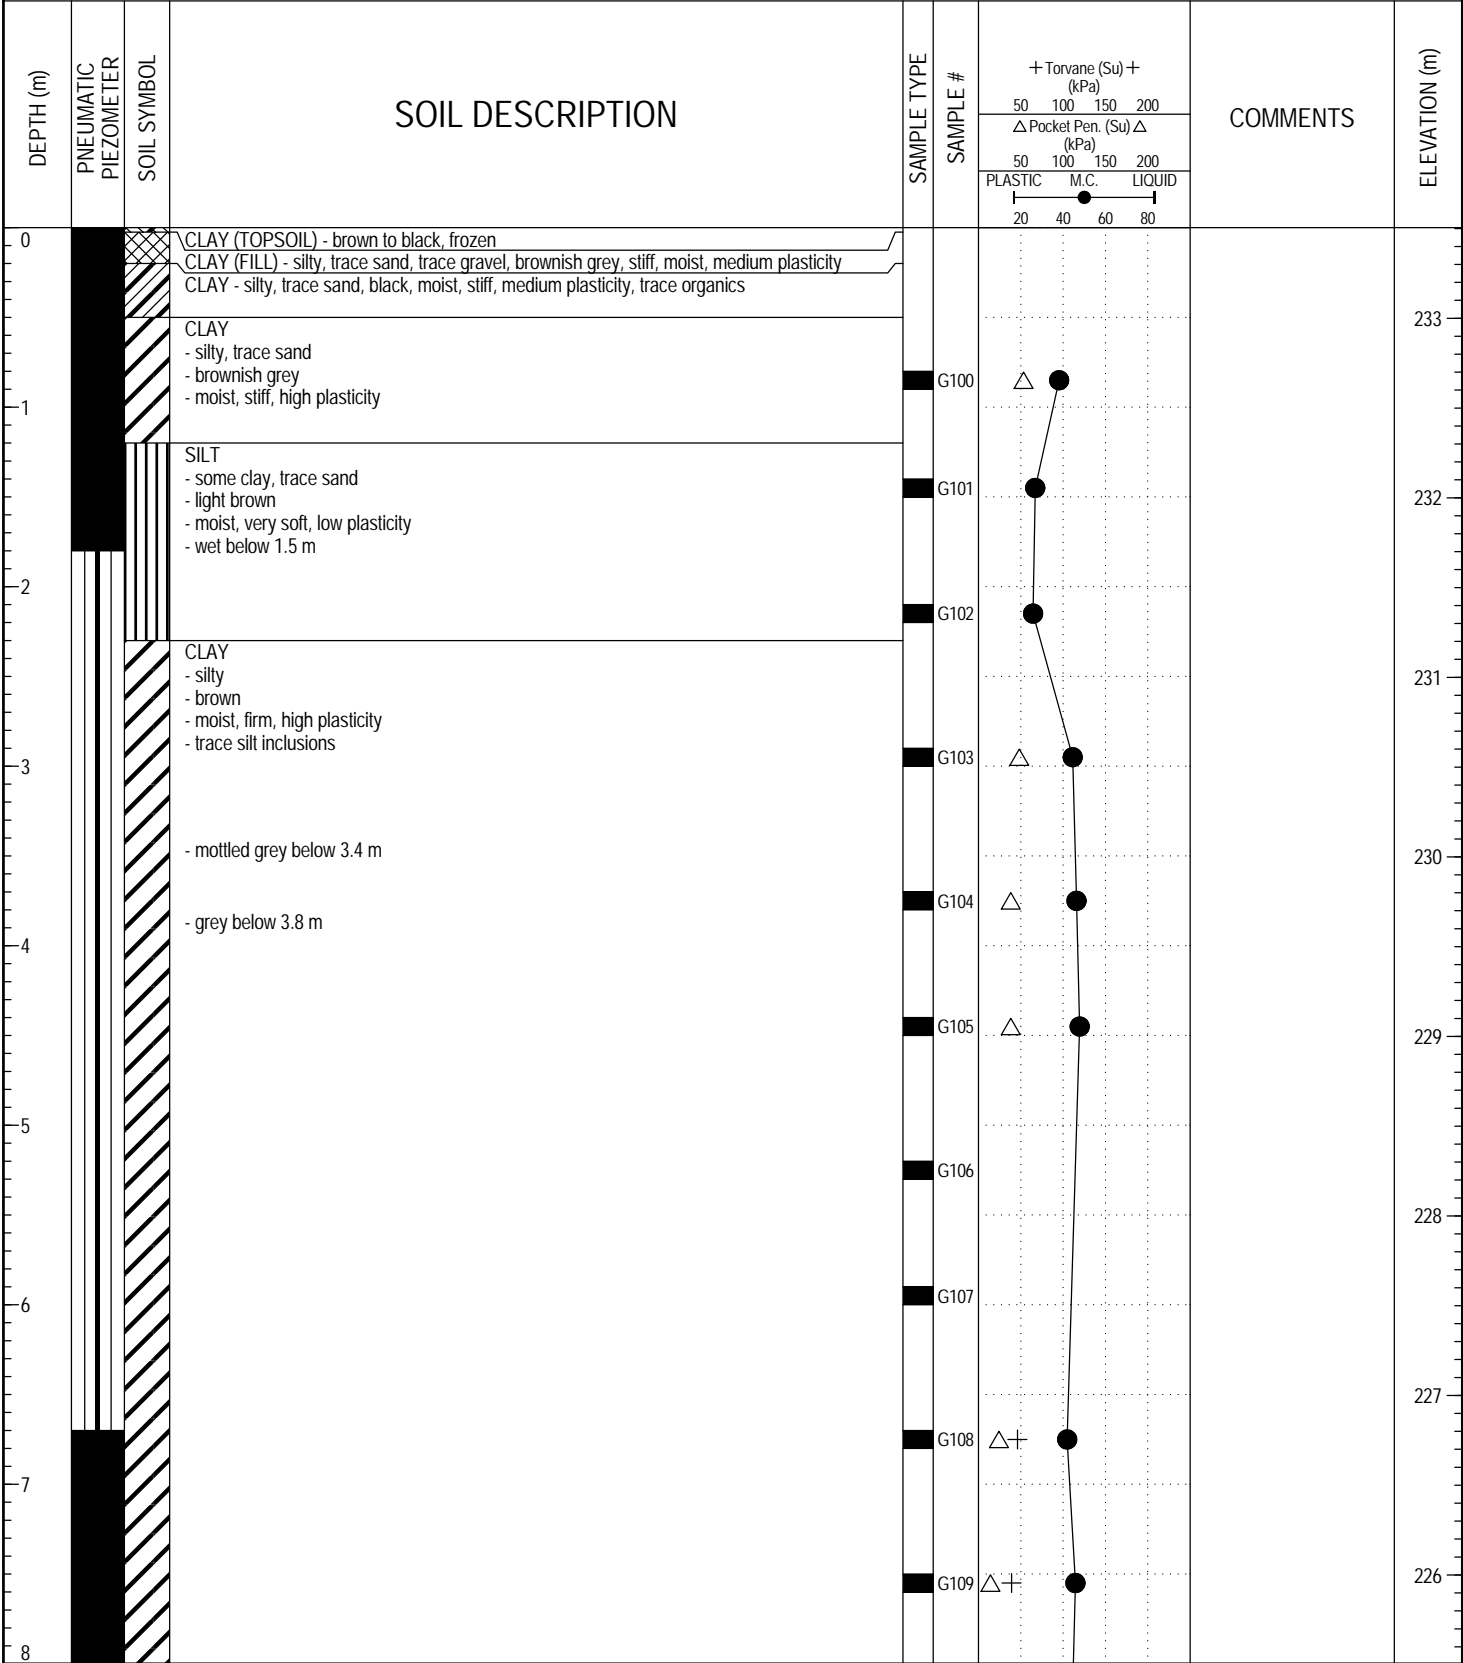 DEPTH (m)
PNEUMATIC
PIEZOMETER
SOIL SYMBOL
SOIL DESCRIPTION
SAMPLE TYPE
SAMPLE #
+ Torvane (Su) +
(kPa)
50 100 150 200
△ Pocket Pen. (Su) △
(kPa)
50 100 150 200
PLASTIC M.C. LIQUID
20 40 60 80
COMMENTS
ELEVATION (m)
0
CLAY (TOPSOIL) - brown to black, frozen
CLAY (FILL) - silty, trace sand, trace gravel, brownish grey, stiff, moist, medium plasticity
CLAY - silty, trace sand, black, moist, stiff, medium plasticity, trace organics
233
CLAY
- silty, trace sand
- brownish grey
G100
- moist, stiff, high plasticity
1
SILT
- some clay, trace sand
G101
- light brown
232
- moist, very soft, low plasticity
- wet below 1.5 m
2
G102
CLAY
- silty
231
- brown
- moist, firm, high plasticity
- trace silt inclusions
G103
3
- mottled grey below 3.4 m
230
G104
- grey below 3.8 m
4
G105
229
5
G106
228
G107
6
227
G108
7
226
G109
8